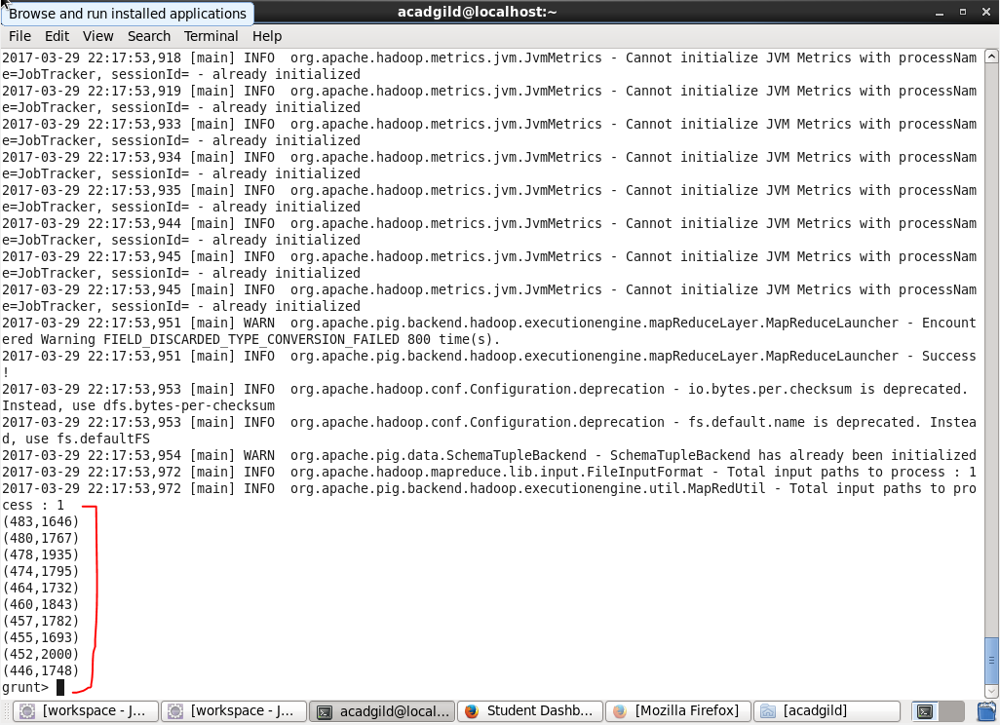 Browse and run installed applications
acadgild@localhost:~
File Edit View Search Terminal Help
2017-03-29 22:17:53,918 [main] INFO  org.apache.hadoop.metrics.jvm.JvmMetrics - Cannot initialize JVM Metrics with processNam
e=JobTracker, sessionId= - already initialized
2017-03-29 22:17:53,919 [main] INFO  org.apache.hadoop.metrics.jvm.JvmMetrics - Cannot initialize JVM Metrics with processNam
e=JobTracker, sessionId= - already initialized
2017-03-29 22:17:53,933 [main] INFO  org.apache.hadoop.metrics.jvm.JvmMetrics - Cannot initialize JVM Metrics with processNam
e=JobTracker, sessionId= - already initialized
2017-03-29 22:17:53,934 [main] INFO  org.apache.hadoop.metrics.jvm.JvmMetrics - Cannot initialize JVM Metrics with processNam
e=JobTracker, sessionId= - already initialized
2017-03-29 22:17:53,935 [main] INFO  org.apache.hadoop.metrics.jvm.JvmMetrics - Cannot initialize JVM Metrics with processNam
e=JobTracker, sessionId= - already initialized
2017-03-29 22:17:53,944 [main] INFO  org.apache.hadoop.metrics.jvm.JvmMetrics - Cannot initialize JVM Metrics with processNam
e=JobTracker, sessionId= - already initialized
2017-03-29 22:17:53,945 [main] INFO  org.apache.hadoop.metrics.jvm.JvmMetrics - Cannot initialize JVM Metrics with processNam
e=JobTracker, sessionId= - already initialized
2017-03-29 22:17:53,945 [main] INFO  org.apache.hadoop.metrics.jvm.JvmMetrics - Cannot initialize JVM Metrics with processNam
e=JobTracker, sessionId= - already initialized
2017-03-29 22:17:53,951 [main] WARN  org.apache.pig.backend.hadoop.executionengine.mapReduceLayer.MapReduceLauncher - Encount
ered Warning FIELD_DISCARDED_TYPE_CONVERSION_FAILED 800 time(s).
2017-03-29 22:17:53,951 [main] INFO  org.apache.pig.backend.hadoop.executionengine.mapReduceLayer.MapReduceLauncher - Success
!
2017-03-29 22:17:53,953 [main] INFO  org.apache.hadoop.conf.Configuration.deprecation - io.bytes.per.checksum is deprecated.
Instead, use dfs.bytes-per-checksum
2017-03-29 22:17:53,953 [main] INFO  org.apache.hadoop.conf.Configuration.deprecation - fs.default.name is deprecated. Instea
d, use fs.defaultFS
2017-03-29 22:17:53,954 [main] WARN  org.apache.pig.data.SchemaTupleBackend - SchemaTupleBackend has already been initialized
2017-03-29 22:17:53,972 [main] INFO  org.apache.hadoop.mapreduce.lib.input.FileInputFormat - Total input paths to process : 1
2017-03-29 22:17:53,972 [main] INFO  org.apache.pig.backend.hadoop.executionengine.util.MapRedUtil - Total input paths to pro
cess : 1
(483,1646)
(480,1767)
(478,1935)
(474,1795)
(464,1732)
(460,1843)
(457,1782)
(455,1693)
(452,2000)
(446,1748)
grunt>
[workspace - J... [workspace - J... acadgild@local... Student Dashb... [Mozilla Firefox] [acadgild]